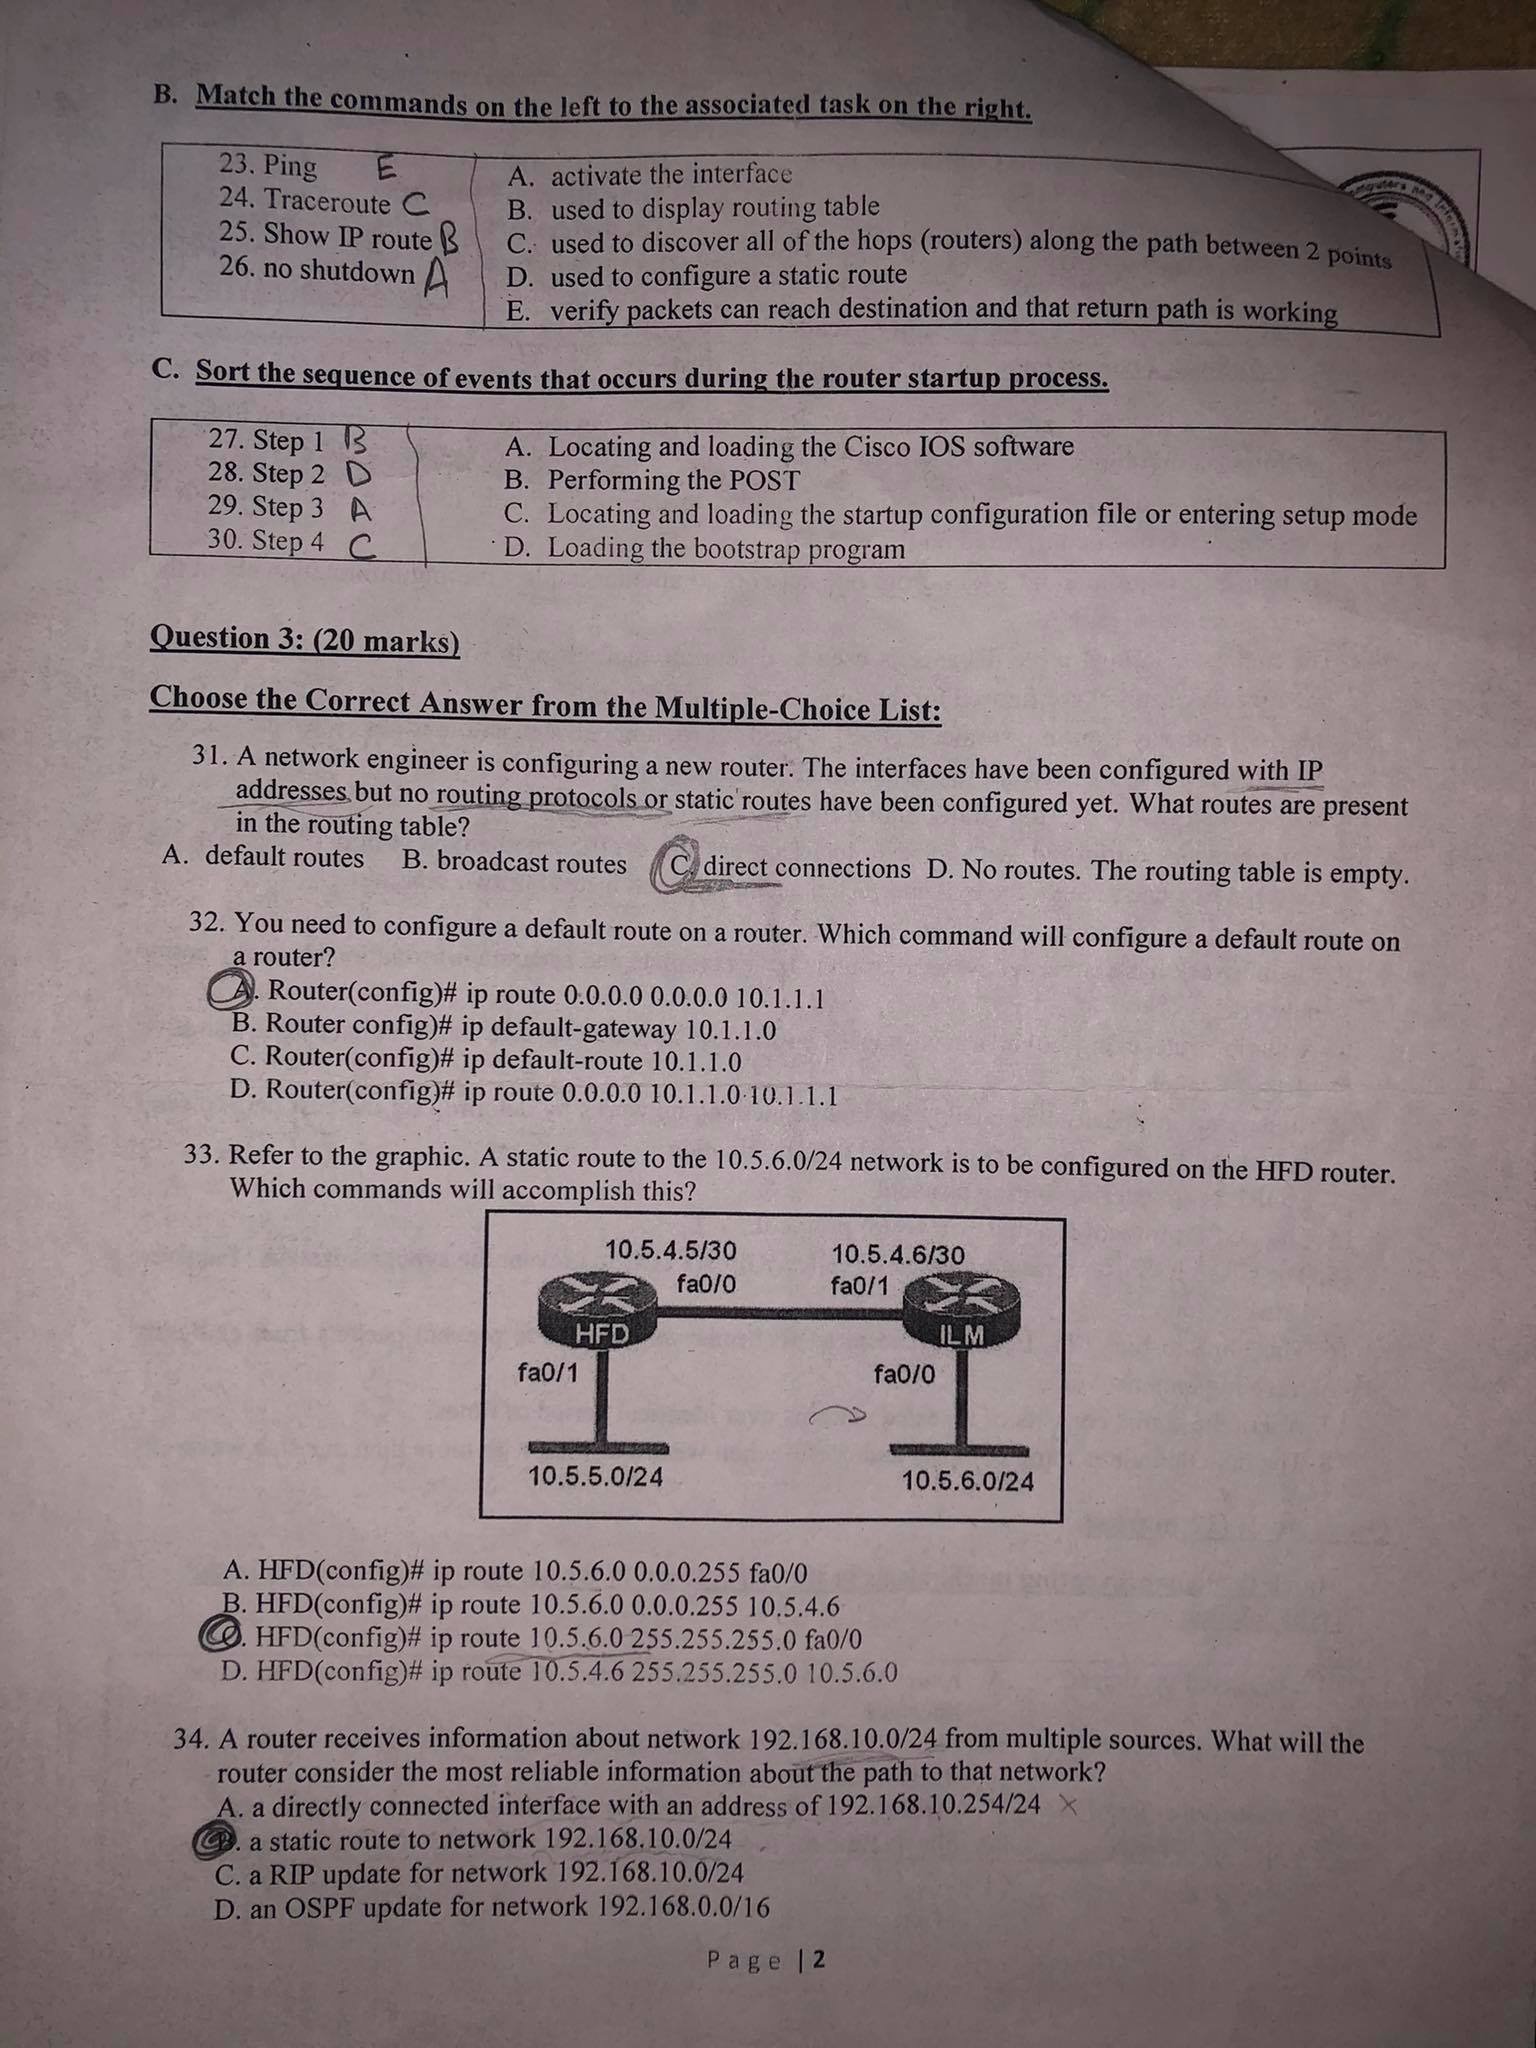 B. Match the commands on the left to the associated task on the right.
23. Ping E
24. Traceroute C
25. Show IP route B
26. no shutdown A
A. activate the interface
B. used to display routing table
C. used to discover all of the hops (routers) along the path between 2 points
D. used to configure a static route
E. verify packets can reach destination and that return path is working
C. Sort the sequence of events that occurs during the router startup process.
27. Step 1 B
28. Step 2 D
29. Step 3 A
30. Step 4 C
A. Locating and loading the Cisco IOS software
B. Performing the POST
C. Locating and loading the startup configuration file or entering setup mode
D. Loading the bootstrap program
Question 3: (20 marks)
Choose the Correct Answer from the Multiple-Choice List:
31. A network engineer is configuring a new router. The interfaces have been configured with IP
addresses but no routing protocols or static routes have been configured yet. What routes are present
in the routing table?
A. default routes B. broadcast routes C. direct connections D. No routes. The routing table is empty.
32. You need to configure a default route on a router. Which command will configure a default route on
a router?
A. Router(config)# ip route 0.0.0.0 0.0.0.0 10.1.1.1
B. Router config)# ip default-gateway 10.1.1.0
C. Router(config)# ip default-route 10.1.1.0
D. Router(config)# ip route 0.0.0.0 10.1.1.0 10.1.1.1
33. Refer to the graphic. A static route to the 10.5.6.0/24 network is to be configured on the HFD router.
Which commands will accomplish this?
10.5.4.5/30 10.5.4.6/30
fa0/0 fa0/1
HFD ILM
fa0/1 fa0/0
10.5.5.0/24 10.5.6.0/24
A. HFD(config)# ip route 10.5.6.0 0.0.0.255 fa0/0
B. HFD(config)# ip route 10.5.6.0 0.0.0.255 10.5.4.6
C. HFD(config)# ip route 10.5.6.0 255.255.255.0 fa0/0
D. HFD(config)# ip route 10.5.4.6 255.255.255.0 10.5.6.0
34. A router receives information about network 192.168.10.0/24 from multiple sources. What will the
router consider the most reliable information about the path to that network?
A. a directly connected interface with an address of 192.168.10.254/24
B. a static route to network 192.168.10.0/24
C. a RIP update for network 192.168.10.0/24
D. an OSPF update for network 192.168.0.0/16
Page | 2